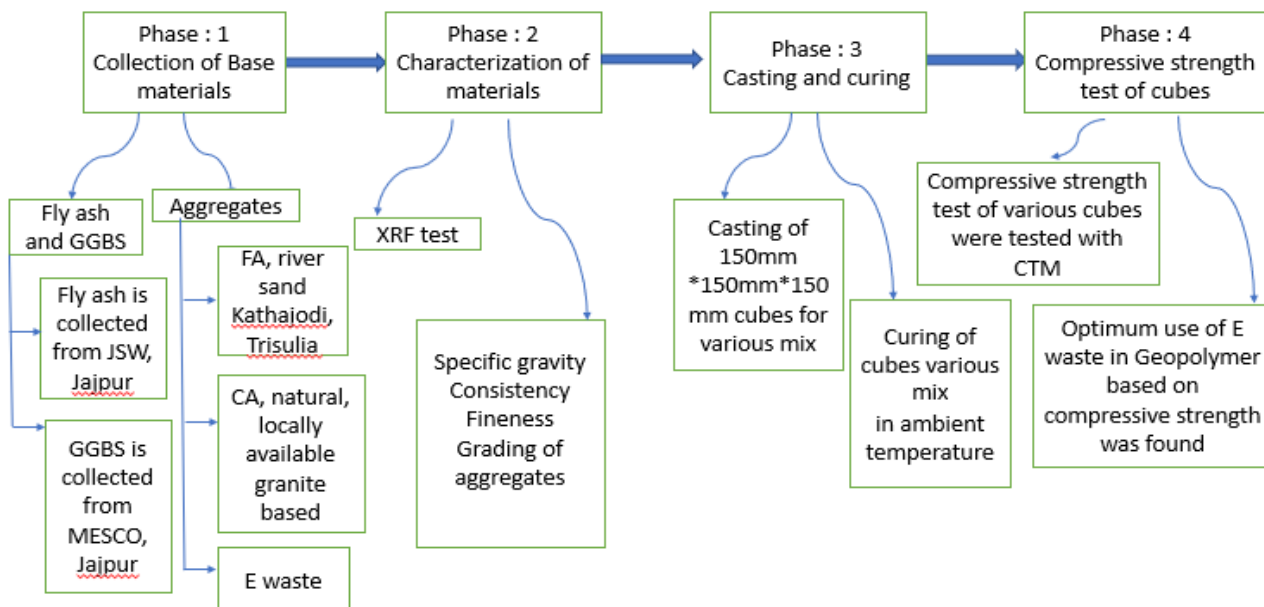 Phase : 1
Collection of Base
materials
Phase : 2
Characterization of
materials
Phase : 3
Casting and curing
Phase : 4
Compressive strength
test of cubes
Fly ash
and GGBS
Aggregates
Fly ash is
collected
from JSW,
Jajpur
GGBS is
collected
from
MESCO,
Jajpur
FA, river
sand
Kathajodi,
Trisulia
CA, natural,
locally
available
granite
based
E waste
XRF test
Specific gravity
Consistency
Fineness
Grading of
aggregates
Casting of
150mm
*150mm*150
mm cubes for
various mix
Curing of
cubes various
mix
in ambient
temperature
Compressive strength
test of various cubes
were tested with
CTM
Optimum use of E
waste in Geopolymer
based on
compressive strength
was found